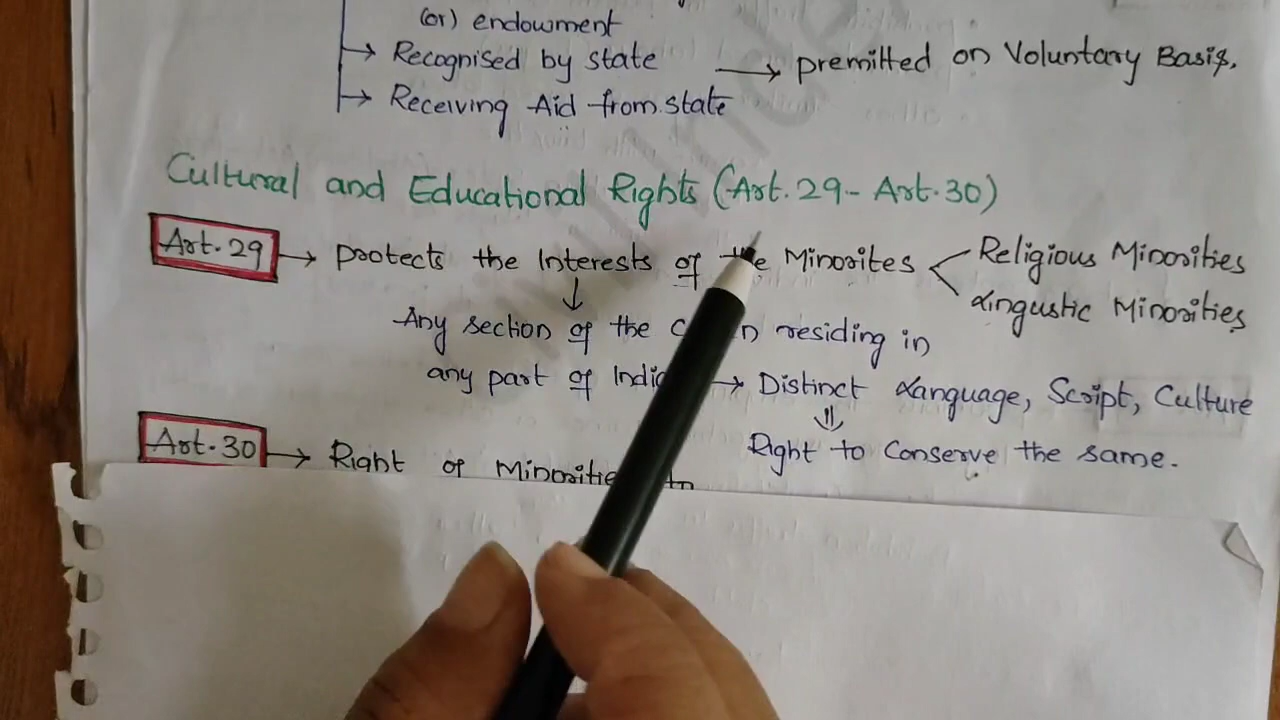 (or) endowment
→ Recognised by state → premitted on Voluntary Basis.
→ Receiving Aid from state
Cultural and Educational Rights (Art.29 - Art.30)
Art.29 → protects the Interests of the Minorites < Religious Minorities
Lingustic Minorities
↓
Any section of the residing in
any part of → Distinct Language, Script, Culture
⇓
Right to Conserve the same.
Art.30 → Right of